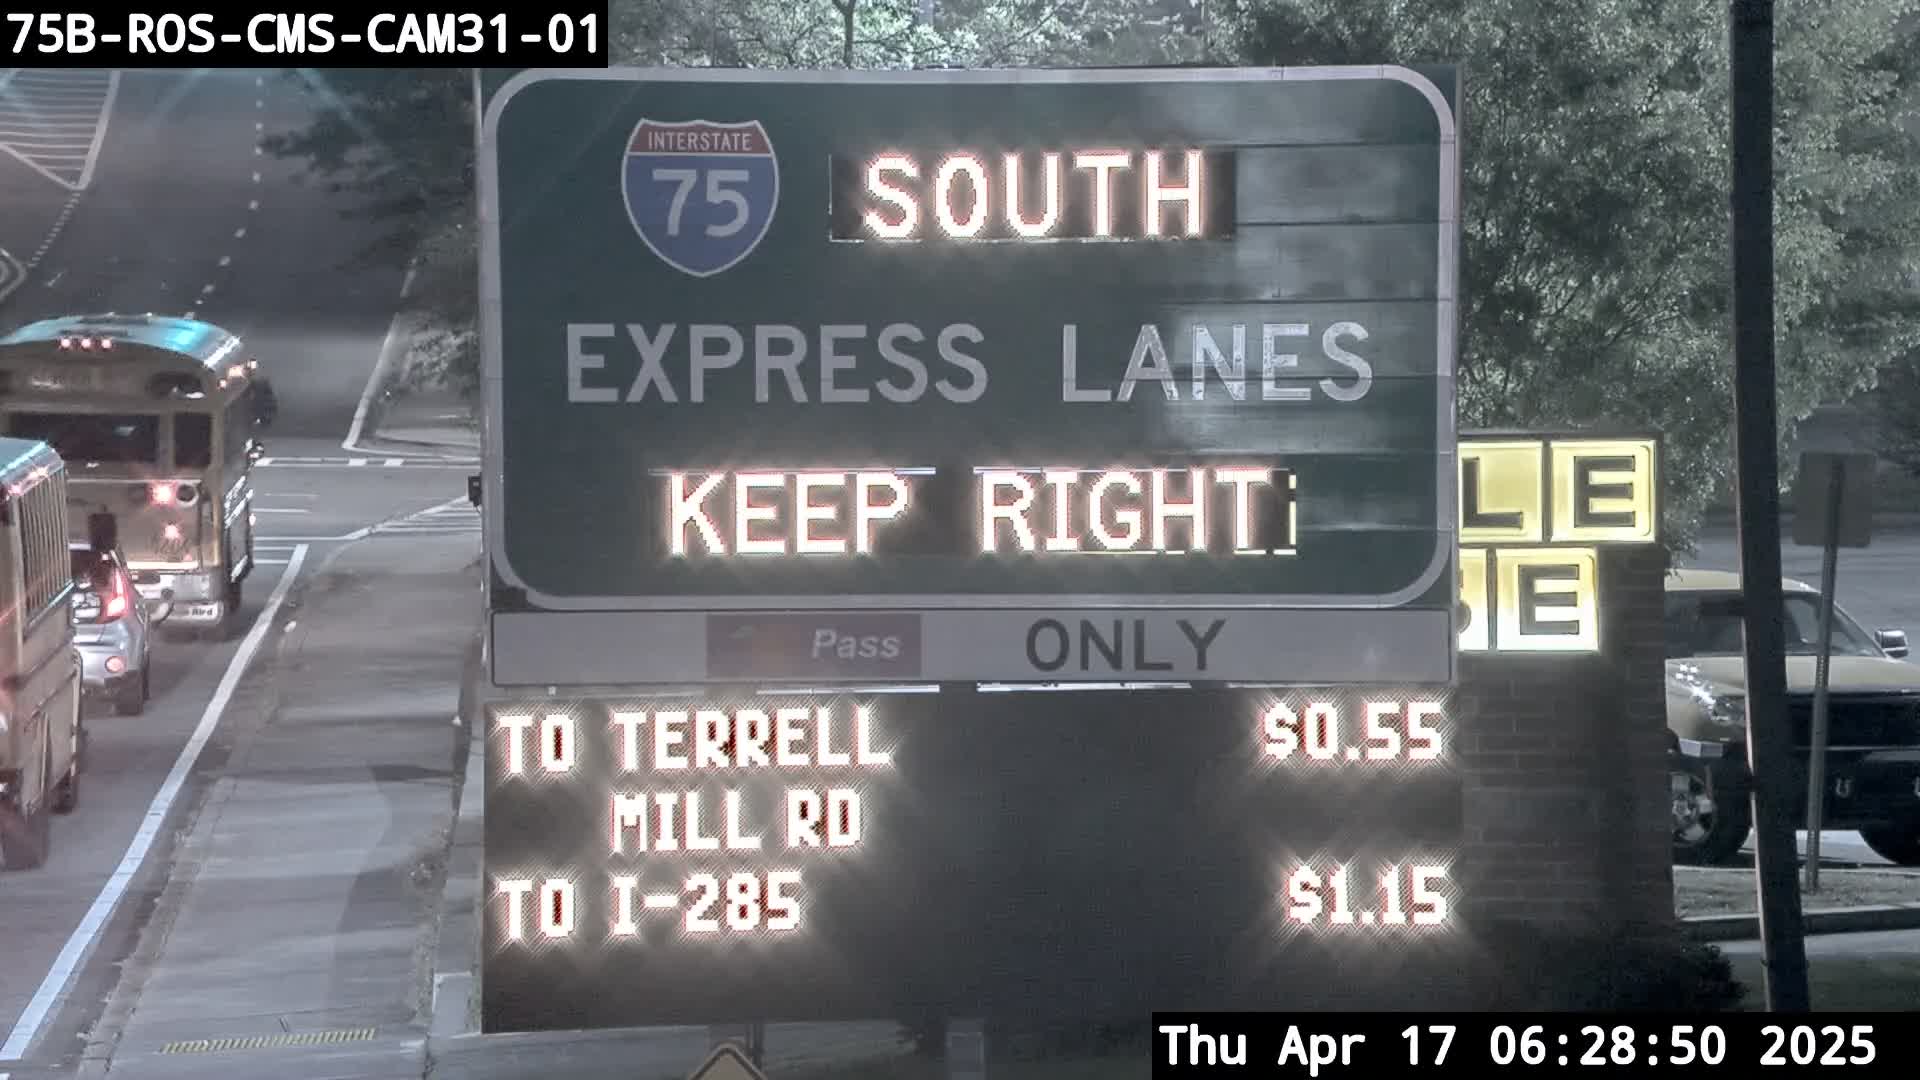 75B-ROS-CMS-CAM31-01
INTERSTATE
75
SOUTH
EXPRESS LANES
KEEP RIGHT
Pass
ONLY
LE
E
TO TERRELL $0.55
MILL RD
TO I-285 $1.15
Thu Apr 17 06:28:50 2025